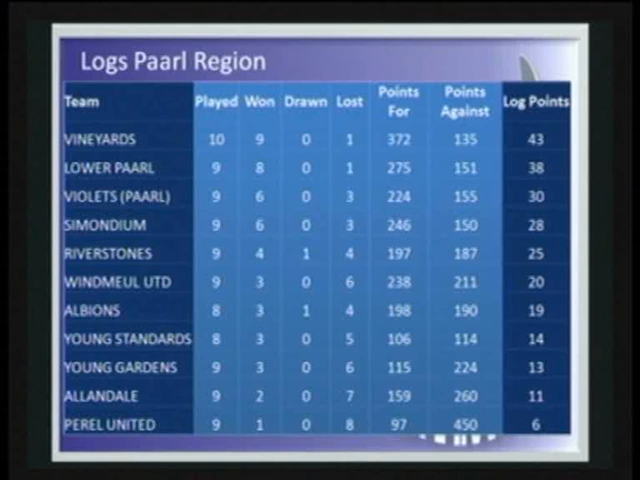 Logs Paarl Region
Team Played Won Drawn Lost Points For Points Against Log Points
VINEYARDS 10 9 0 1 372 135 43
LOWER PAARL 9 8 0 1 275 151 38
VIOLETS (PAARL) 9 6 0 3 224 155 30
SIMONDIUM 9 6 0 3 246 150 28
RIVERSTONES 9 4 1 4 197 187 25
WINDMEUL UTD 9 3 0 6 238 211 20
ALBIONS 8 3 1 4 198 190 19
YOUNG STANDARDS 8 3 0 5 106 114 14
YOUNG GARDENS 9 3 0 6 115 224 13
ALLANDALE 9 2 0 7 159 260 11
PEREL UNITED 9 1 0 8 97 450 6